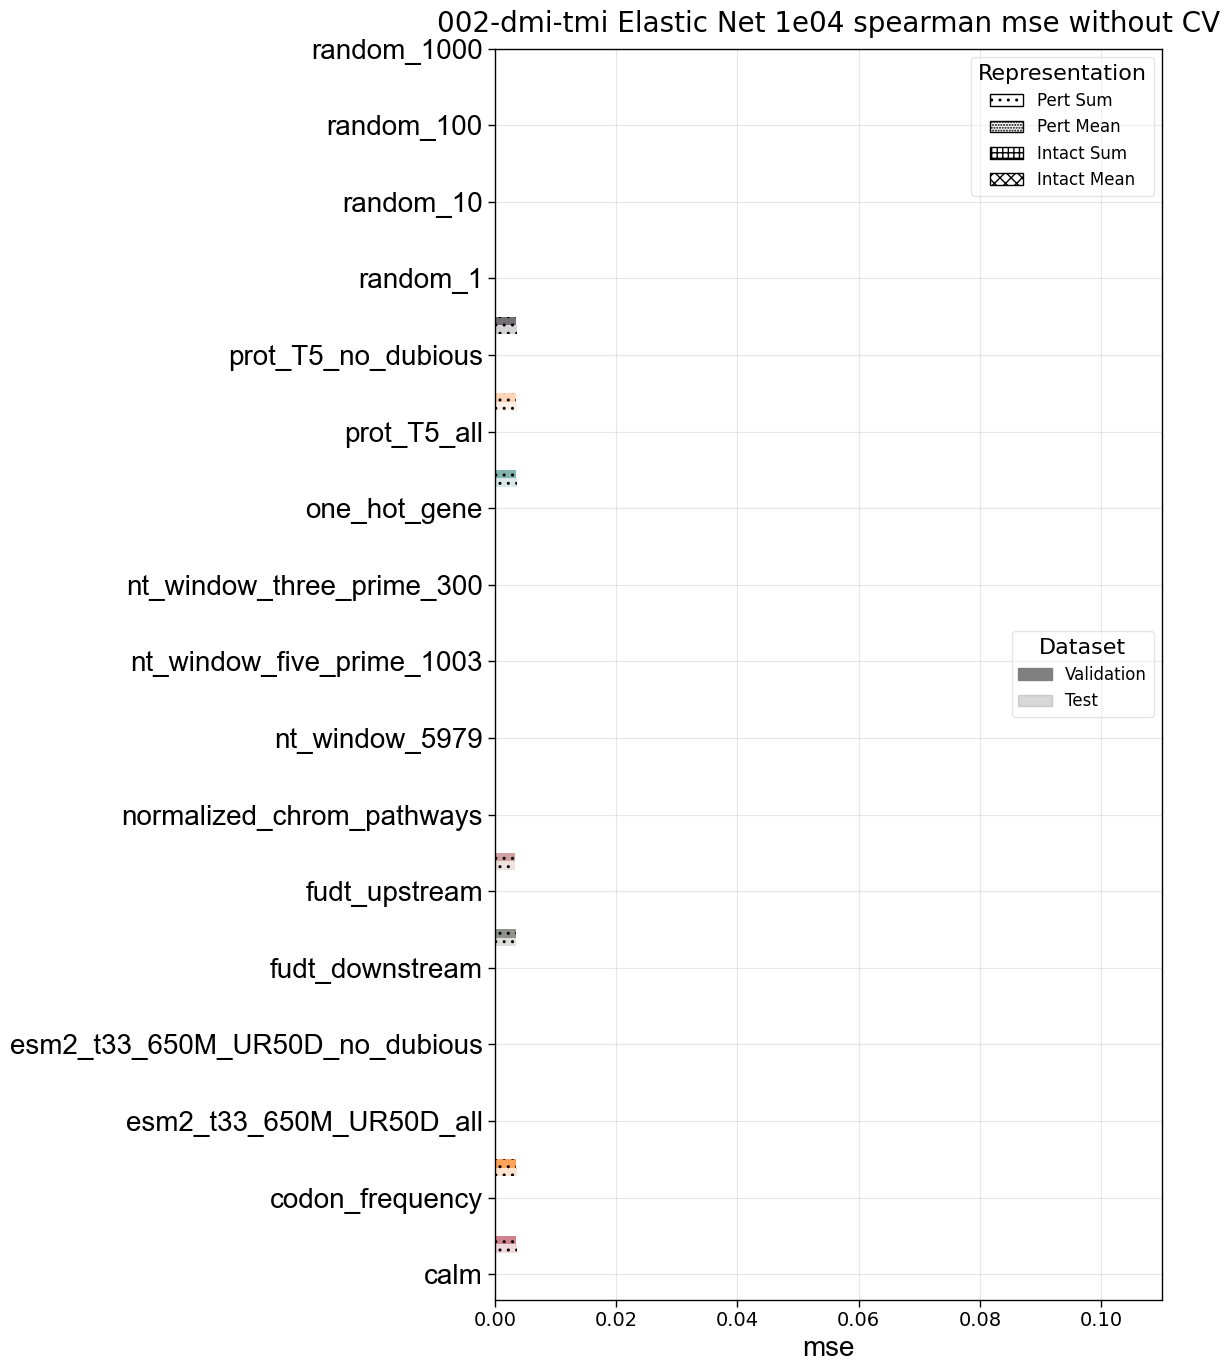 002-dmi-tmi Elastic Net 1e04 spearman mse without CV
random_1000
random_100
random_10
random_1
prot_T5_no_dubious
prot_T5_all
one_hot_gene
nt_window_three_prime_300
nt_window_five_prime_1003
nt_window_5979
normalized_chrom_pathways
fudt_upstream
fudt_downstream
esm2_t33_650M_UR50D_no_dubious
esm2_t33_650M_UR50D_all
codon_frequency
calm
Representation
Pert Sum
Pert Mean
Intact Sum
Intact Mean
Dataset
Validation
Test
0.00 0.02 0.04 0.06 0.08 0.10
mse